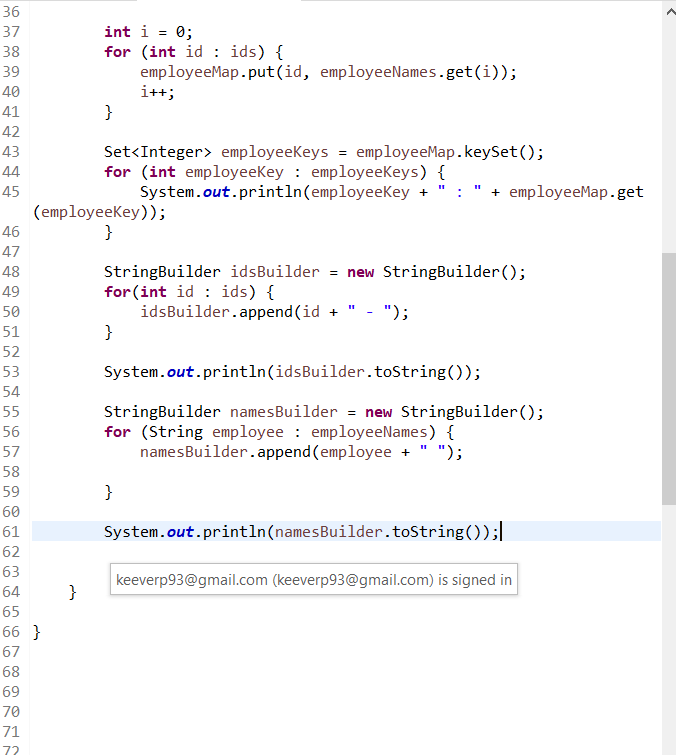 36
37 int i = 0;
38 for (int id : ids) {
39 employeeMap.put(id, employeeNames.get(i));
40 i++;
41 }
42
43 Set<Integer> employeeKeys = employeeMap.keySet();
44 for (int employeeKey : employeeKeys) {
45 System.out.println(employeeKey + " : " + employeeMap.get
(employeeKey));
46 }
47
48 StringBuilder idsBuilder = new StringBuilder();
49 for(int id : ids) {
50 idsBuilder.append(id + " - ");
51 }
52
53 System.out.println(idsBuilder.toString());
54
55 StringBuilder namesBuilder = new StringBuilder();
56 for (String employee : employeeNames) {
57 namesBuilder.append(employee + " ");
58
59 }
60
61 System.out.println(namesBuilder.toString());
62
63 keeverp93@gmail.com (keeverp93@gmail.com) is signed in
64 }
65
66 }
67
68
69
70
71
72